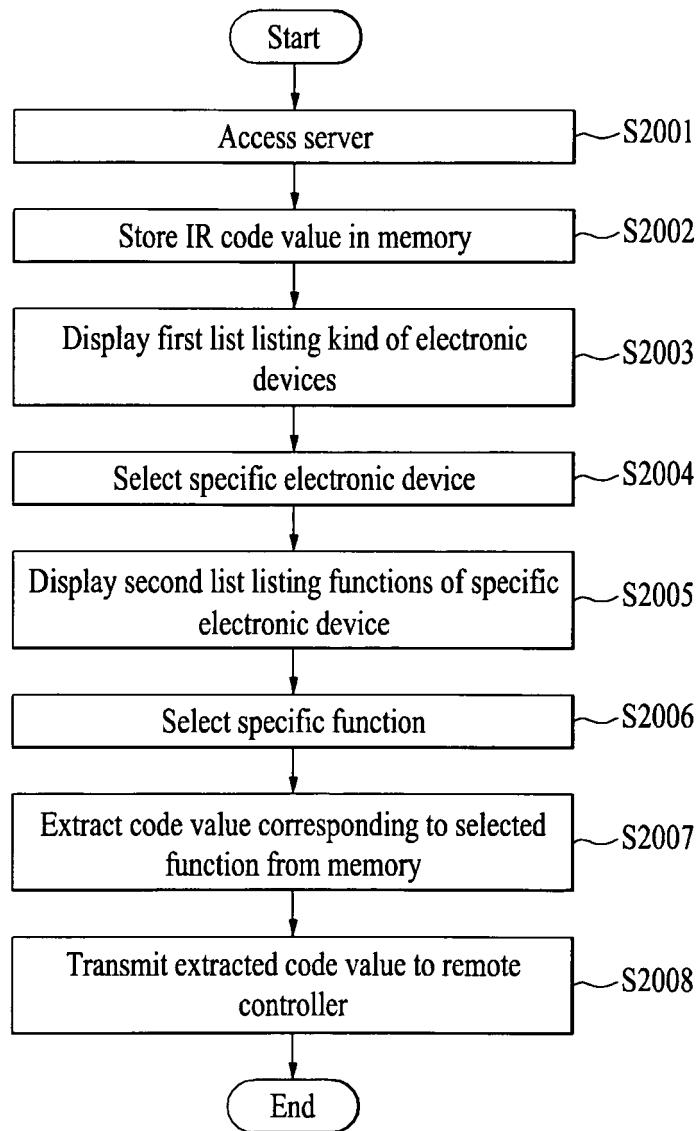 Start
Access server
S2001
Store IR code value in memory
S2002
Display first list listing kind of electronic
devices
S2003
Select specific electronic device
S2004
Display second list listing functions of specific
electronic device
S2005
Select specific function
S2006
Extract code value corresponding to selected
function from memory
S2007
Transmit extracted code value to remote
controller
S2008
End